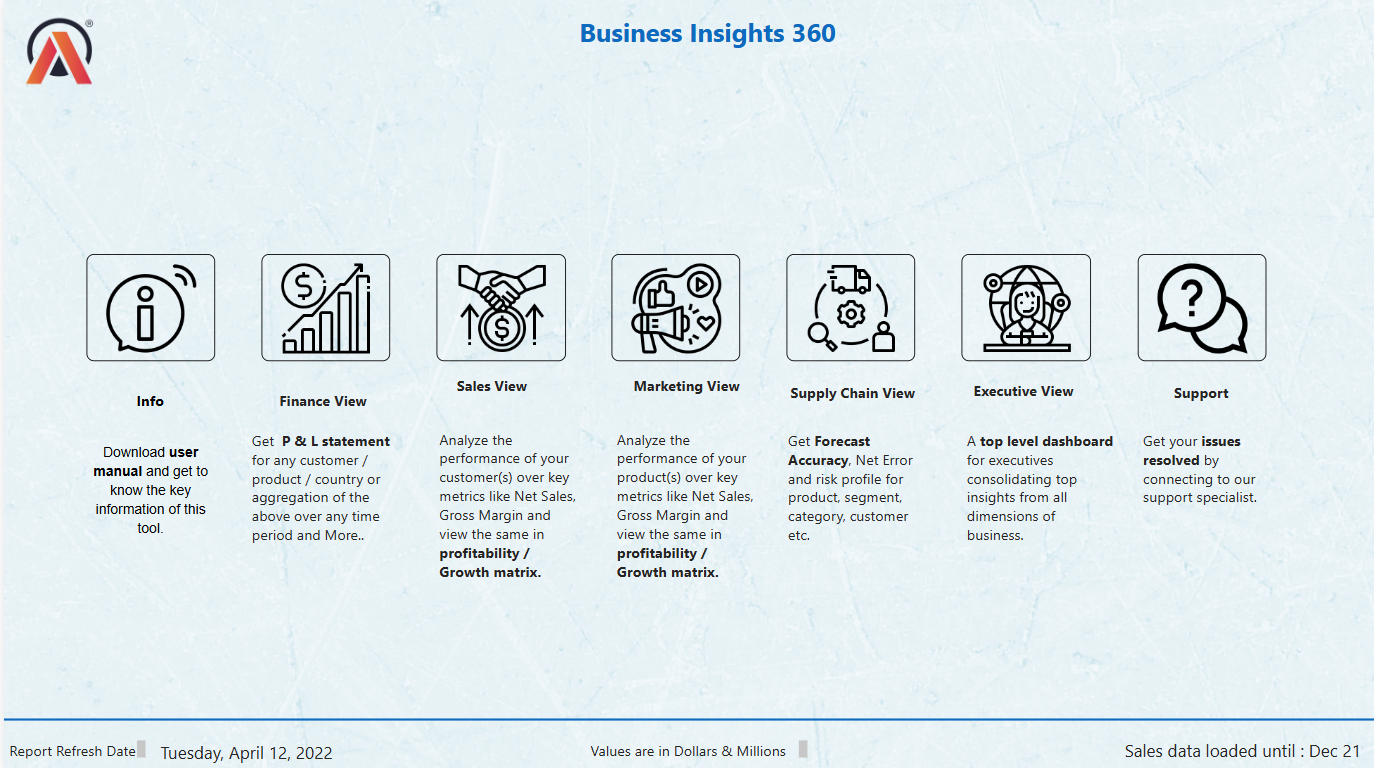 ®
Business Insights 360
Info
Download user
manual and get to
know the key
information of this
tool.
Finance View
Get P & L statement
for any customer /
product / country or
aggregation of the
above over any time
period and More..
Sales View
Analyze the
performance of your
customer(s) over key
metrics like Net Sales,
Gross Margin and
view the same in
profitability /
Growth matrix.
Marketing View
Analyze the
performance of your
product(s) over key
metrics like Net Sales,
Gross Margin and
view the same in
profitability /
Growth matrix.
Supply Chain View
Get Forecast
Accuracy, Net Error
and risk profile for
product, segment,
category, customer
etc.
Executive View
A top level dashboard
for executives
consolidating top
insights from all
dimensions of
business.
Support
Get your issues
resolved by
connecting to our
support specialist.
Report Refresh Date
Tuesday, April 12, 2022
Values are in Dollars & Millions
Sales data loaded until : Dec 21